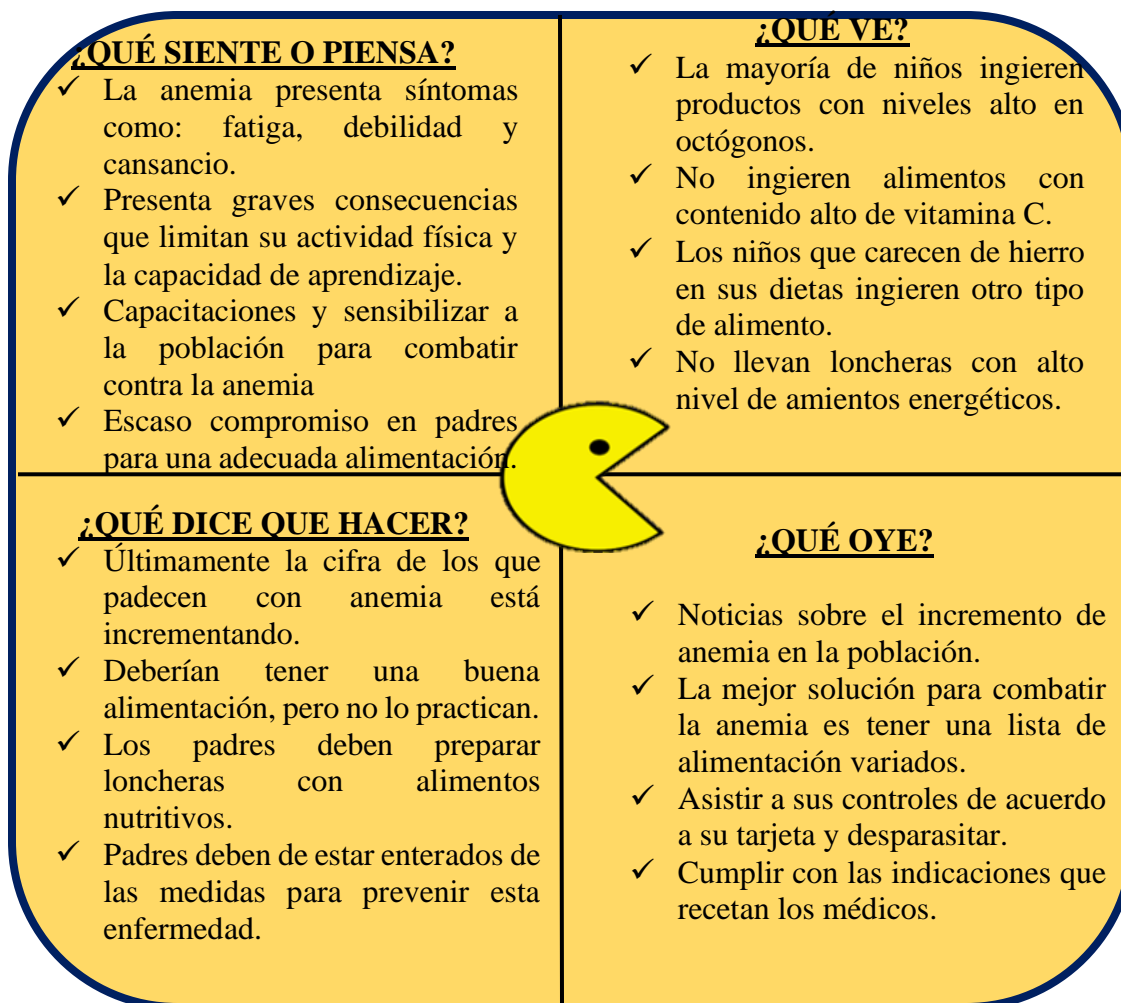 ¿QUÉ SIENTE O PIENSA?
✓ La anemia presenta síntomas
como: fatiga, debilidad y
cansancio.
✓ Presenta graves consecuencias
que limitan su actividad física y
la capacidad de aprendizaje.
✓ Capacitaciones y sensibilizar a
la población para combatir
contra la anemia
✓ Escaso compromiso en padres
para una adecuada alimentación.
¿QUÉ VE?
✓ La mayoría de niños ingieren
productos con niveles alto en
octógonos.
✓ No ingieren alimentos con
contenido alto de vitamina C.
✓ Los niños que carecen de hierro
en sus dietas ingieren otro tipo
de alimento.
✓ No llevan loncheras con alto
nivel de amientos energéticos.
¿QUÉ DICE QUE HACER?
✓ Últimamente la cifra de los que
padecen con anemia está
incrementando.
✓ Deberían tener una buena
alimentación, pero no lo practican.
✓ Los padres deben preparar
loncheras con alimentos
nutritivos.
✓ Padres deben de estar enterados de
las medidas para prevenir esta
enfermedad.
¿QUÉ OYE?
✓ Noticias sobre el incremento de
anemia en la población.
✓ La mejor solución para combatir
la anemia es tener una lista de
alimentación variados.
✓ Asistir a sus controles de acuerdo
a su tarjeta y desparasitar.
✓ Cumplir con las indicaciones que
recetan los médicos.